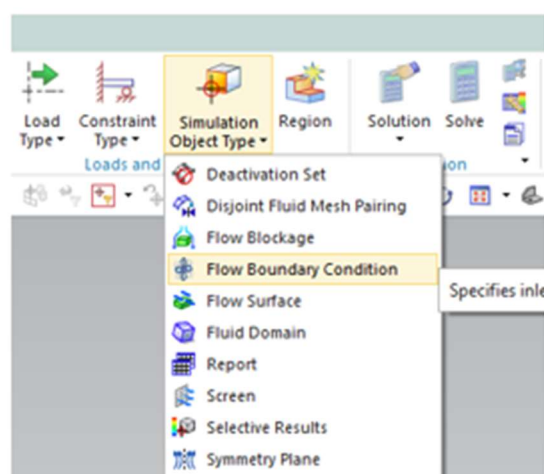 Load
Type
Constraint
Type
Simulation
Object Type
Region
Solution
Solve
Loads and
on
Deactivation Set
Disjoint Fluid Mesh Pairing
Flow Blockage
Flow Boundary Condition
Specifies inle
Flow Surface
Fluid Domain
Report
Screen
Selective Results
Symmetry Plane